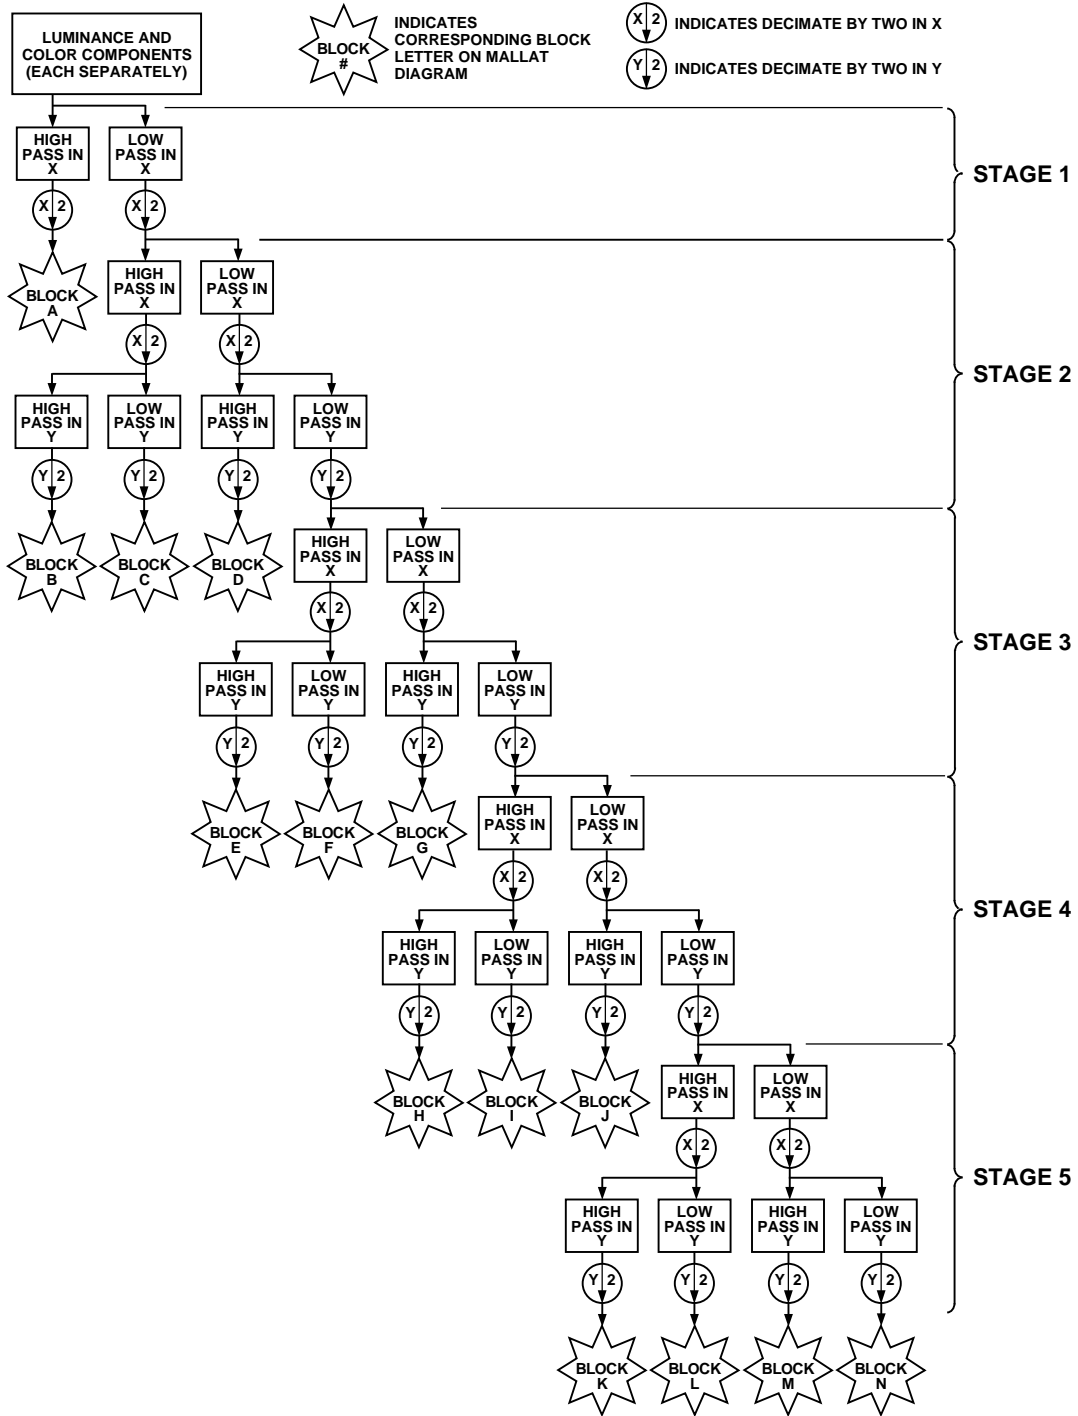 LUMINANCE AND
COLOR COMPONENTS
(EACH SEPARATELY)
BLOCK
#
INDICATES
CORRESPONDING BLOCK
LETTER ON MALLAT
DIAGRAM
X 2
INDICATES DECIMATE BY TWO IN X
Y 2
INDICATES DECIMATE BY TWO IN Y
HIGH
PASS IN
X
LOW
PASS IN
X
STAGE 1
X 2
X 2
BLOCK
A
HIGH
PASS IN
X
LOW
PASS IN
X
X 2
X 2
STAGE 2
HIGH
PASS IN
Y
LOW
PASS IN
Y
HIGH
PASS IN
Y
LOW
PASS IN
Y
Y 2
Y 2
Y 2
Y 2
BLOCK
B
BLOCK
C
BLOCK
D
HIGH
PASS IN
X
LOW
PASS IN
X
X 2
X 2
STAGE 3
HIGH
PASS IN
Y
LOW
PASS IN
Y
HIGH
PASS IN
Y
LOW
PASS IN
Y
Y 2
Y 2
Y 2
Y 2
BLOCK
E
BLOCK
F
BLOCK
G
HIGH
PASS IN
X
LOW
PASS IN
X
X 2
X 2
STAGE 4
HIGH
PASS IN
Y
LOW
PASS IN
Y
HIGH
PASS IN
Y
LOW
PASS IN
Y
Y 2
Y 2
Y 2
Y 2
BLOCK
H
BLOCK
I
BLOCK
J
HIGH
PASS IN
X
LOW
PASS IN
X
X 2
X 2
STAGE 5
HIGH
PASS IN
Y
LOW
PASS IN
Y
HIGH
PASS IN
Y
LOW
PASS IN
Y
Y 2
Y 2
Y 2
Y 2
BLOCK
K
BLOCK
L
BLOCK
M
BLOCK
N